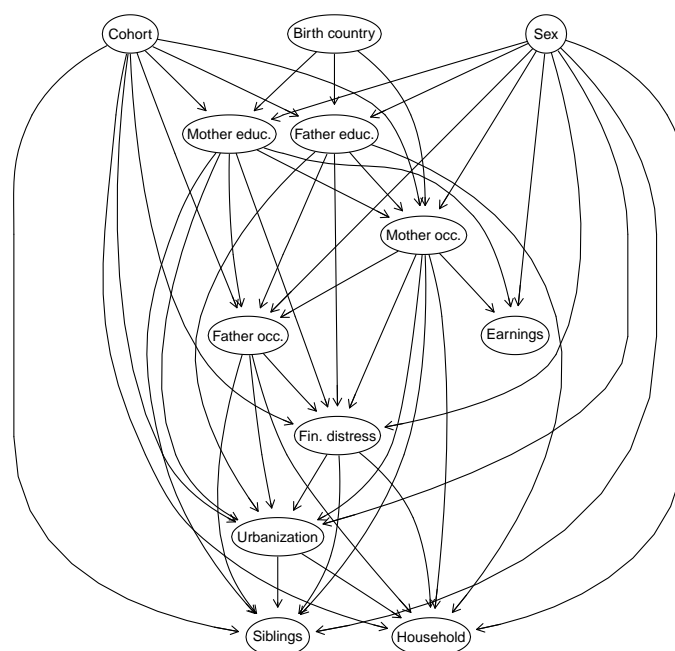 Cohort
Birth country
Sex
Mother educ.
Father educ.
Mother occ.
Father occ.
Earnings
Fin. distress
Urbanization
Siblings
Household